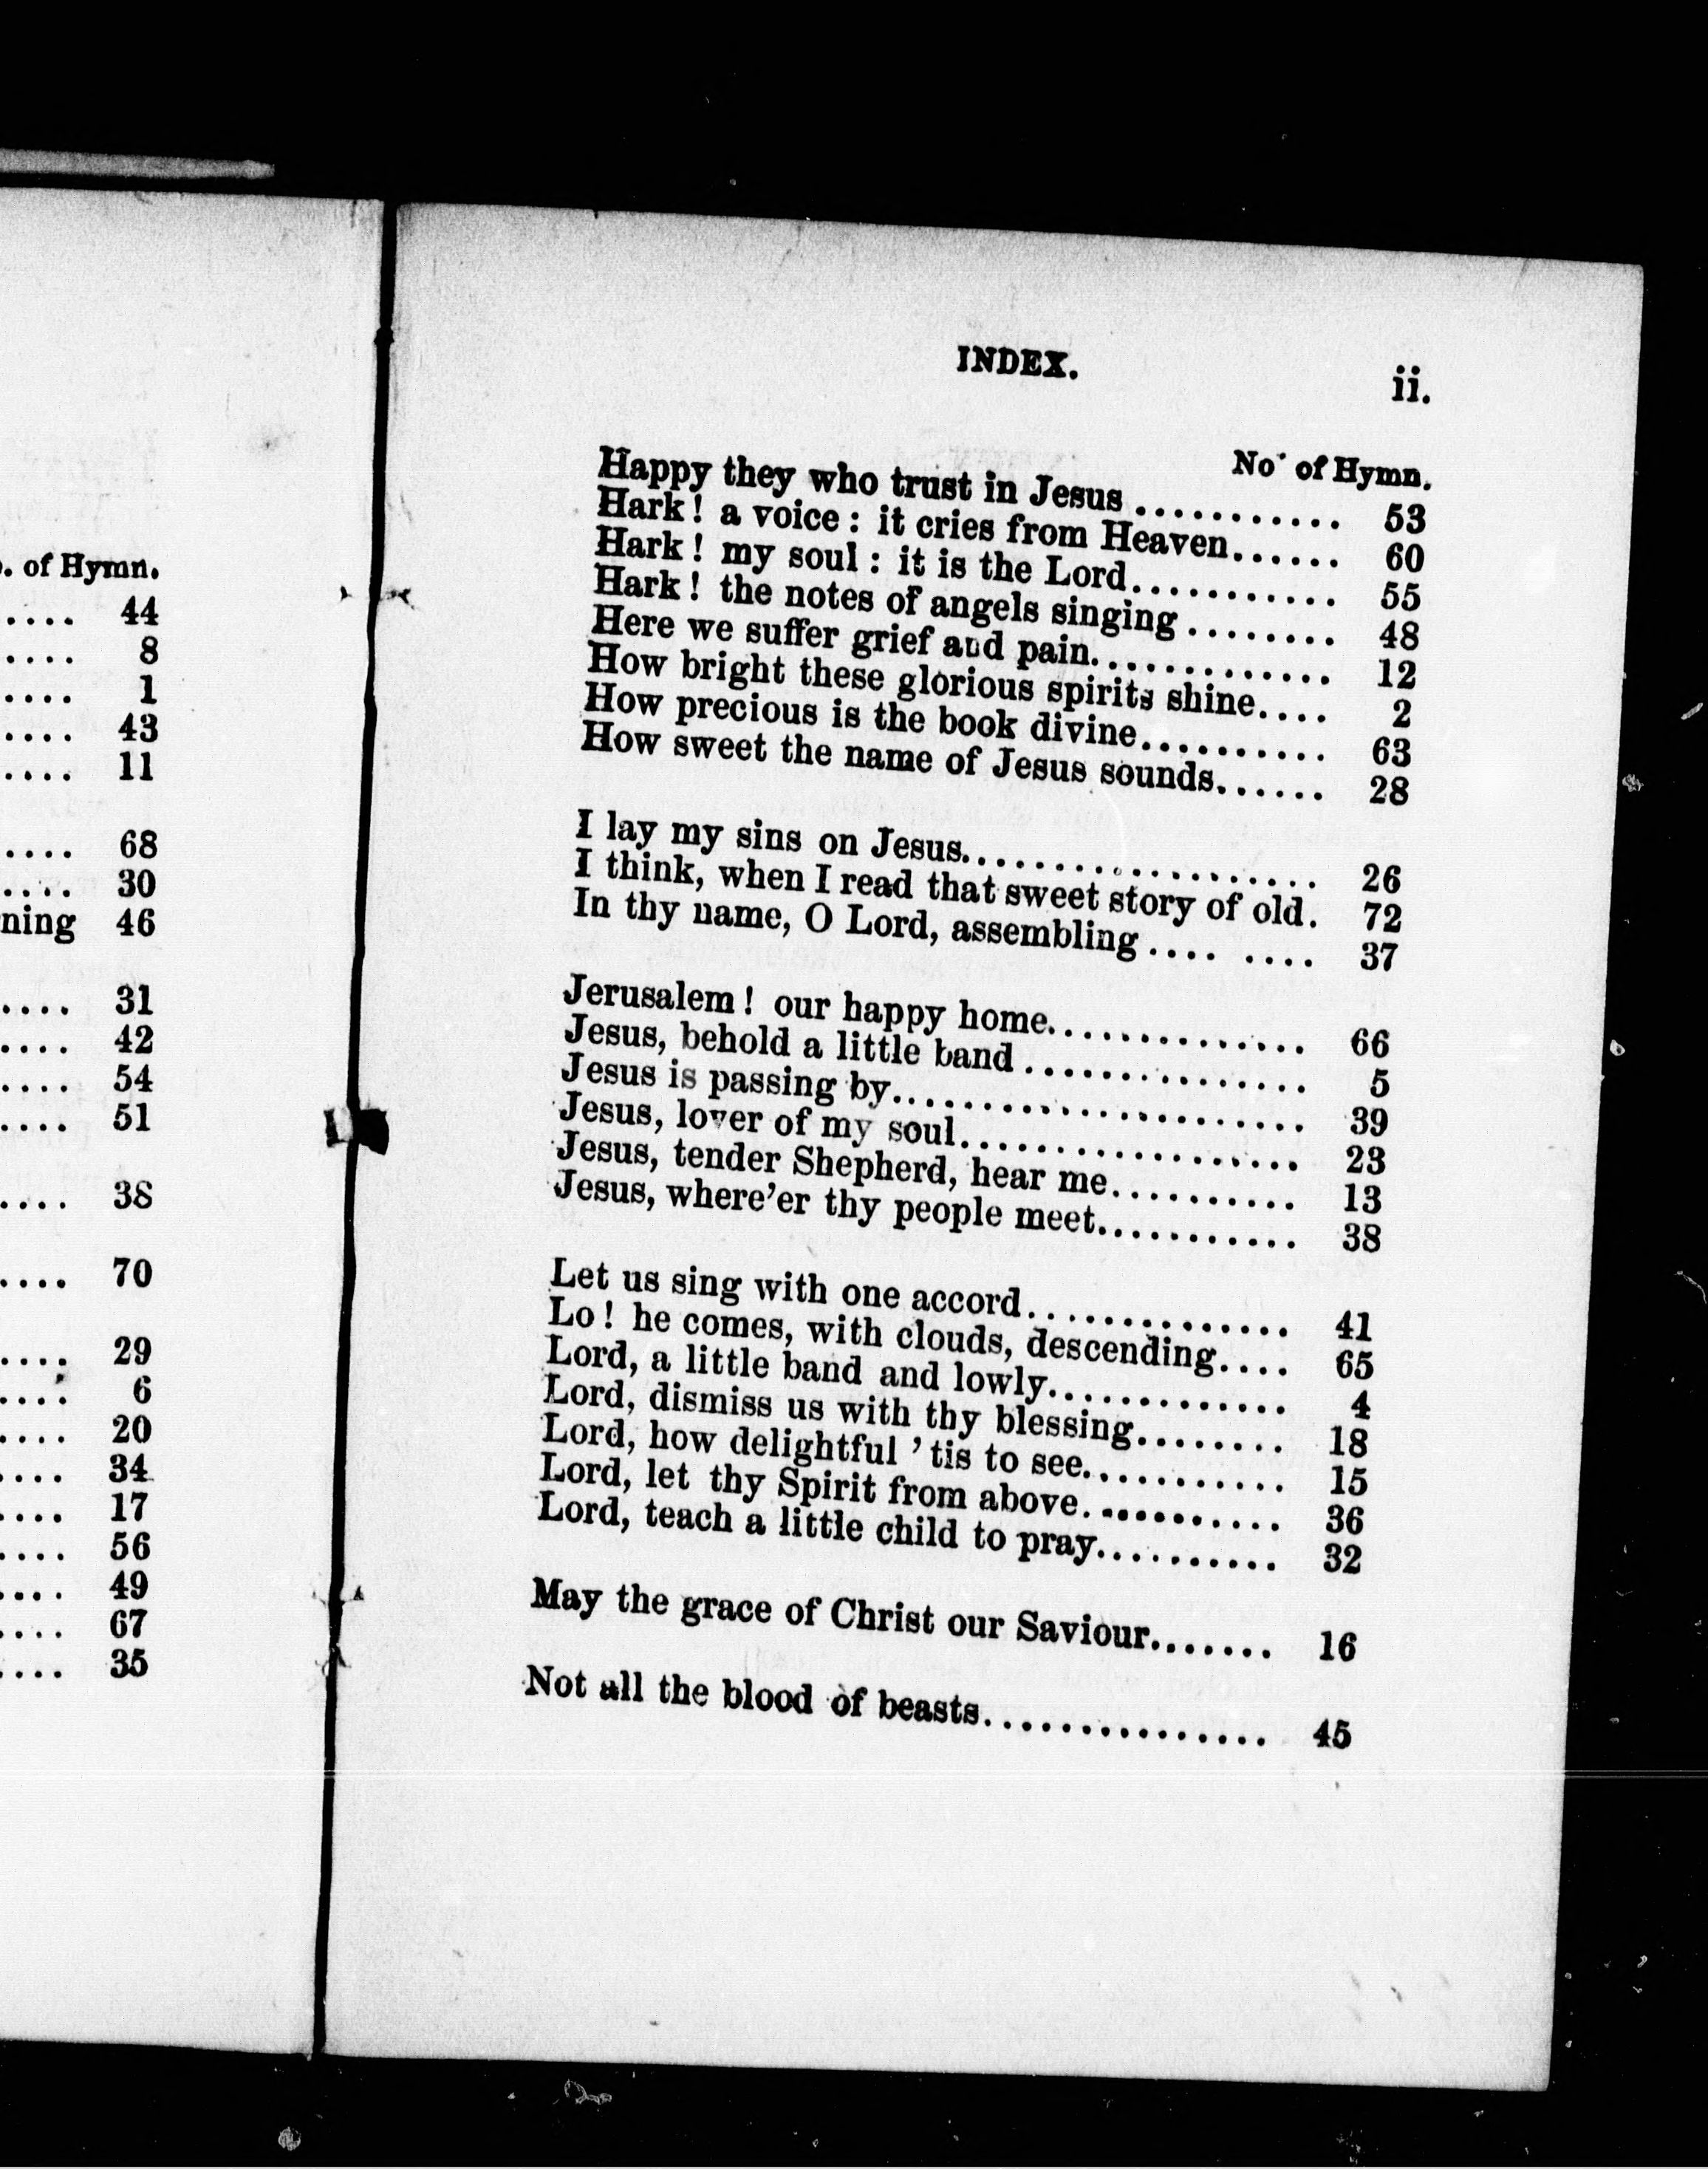 o. of Hymn.
.... 44
.... 8
.... 1
.... 43
.... 11
.... 68
.... 30
ning 46
.... 31
.... 42
.... 54
.... 51
.... 38
.... 70
.... 29
.... 6
.... 20
.... 34
.... 17
.... 56
.... 49
.... 67
.... 35
INDEX.
ii.
No. of Hymn.
Happy they who trust in Jesus ........... 53
Hark! a voice: it cries from Heaven...... 60
Hark! my soul: it is the Lord........... 55
Hark! the notes of angels singing ........ 48
Here we suffer grief and pain............. 12
How bright these glorious spirits shine.... 2
How precious is the book divine.......... 63
How sweet the name of Jesus sounds...... 28
I lay my sins on Jesus................... 26
I think, when I read that sweet story of old. 72
In thy name, O Lord, assembling .... .... 37
Jerusalem! our happy home.............. 66
Jesus, behold a little band ............... 5
Jesus is passing by....................... 39
Jesus, lover of my soul................... 23
Jesus, tender Shepherd, hear me.......... 13
Jesus, where'er thy people meet........... 38
Let us sing with one accord.............. 41
Lo! he comes, with clouds, descending.... 65
Lord, a little band and lowly............. 4
Lord, dismiss us with thy blessing........ 18
Lord, how delightful 'tis to see........... 15
Lord, let thy Spirit from above........... 36
Lord, teach a little child to pray.......... 32
May the grace of Christ our Saviour....... 16
Not all the blood of beasts............... 45